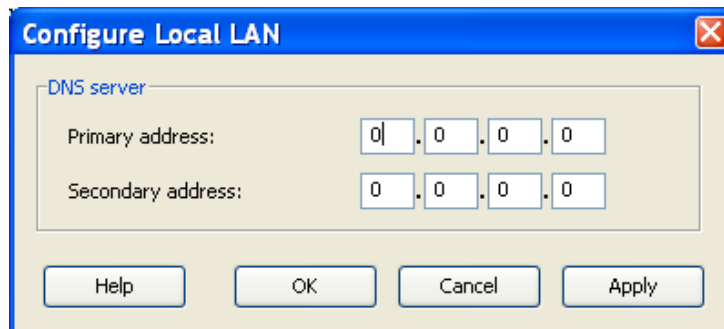 Configure Local LAN
DNS server
Primary address: 0.0.0.0
Secondary address: 0.0.0.0
Help OK Cancel Apply